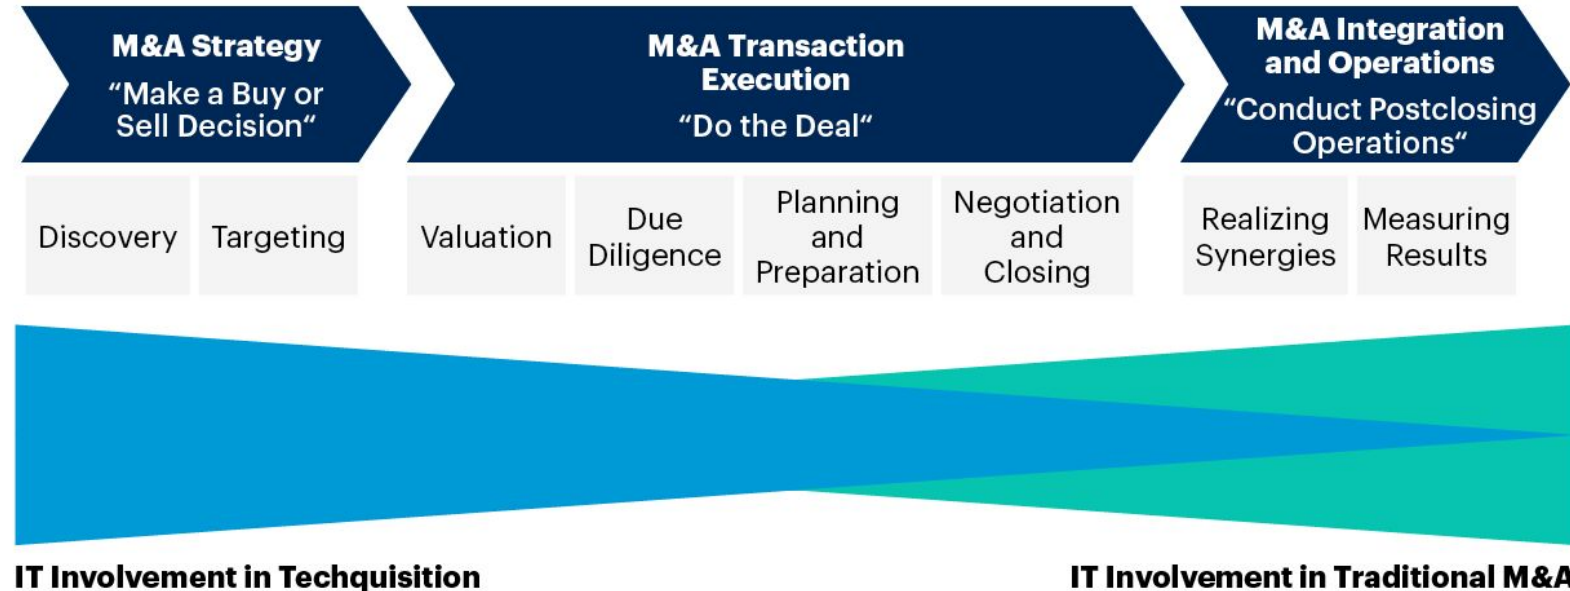 M&A Strategy
“Make a Buy or
Sell Decision“
M&A Transaction
Execution
“Do the Deal“
M&A Integration
and Operations
“Conduct Postclosing
Operations“
Discovery
Targeting
Valuation
Due
Diligence
Planning
and
Preparation
Negotiation
and
Closing
Realizing
Synergies
Measuring
Results
IT Involvement in Techquisition
IT Involvement in Traditional M&A